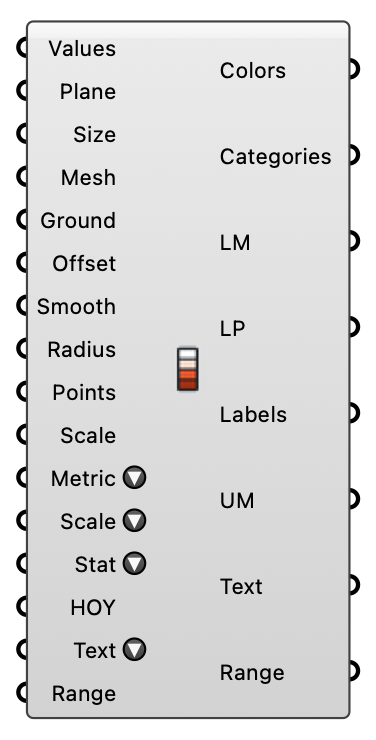 Values
Plane
Size
Mesh
Ground
Offset
Smooth
Radius
Points
Scale
Metric
Scale
Stat
HOY
Text
Range
Colors
Categories
LM
LP
Labels
UM
Text
Range